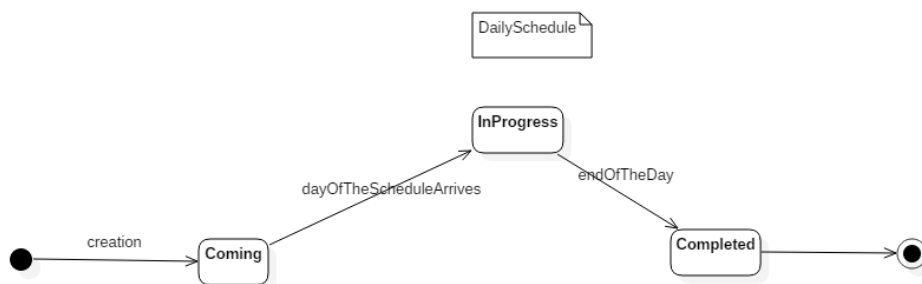 DailySchedule
InProgress
dayOfTheScheduleArrives
endOfTheDay
creation
Coming
Completed